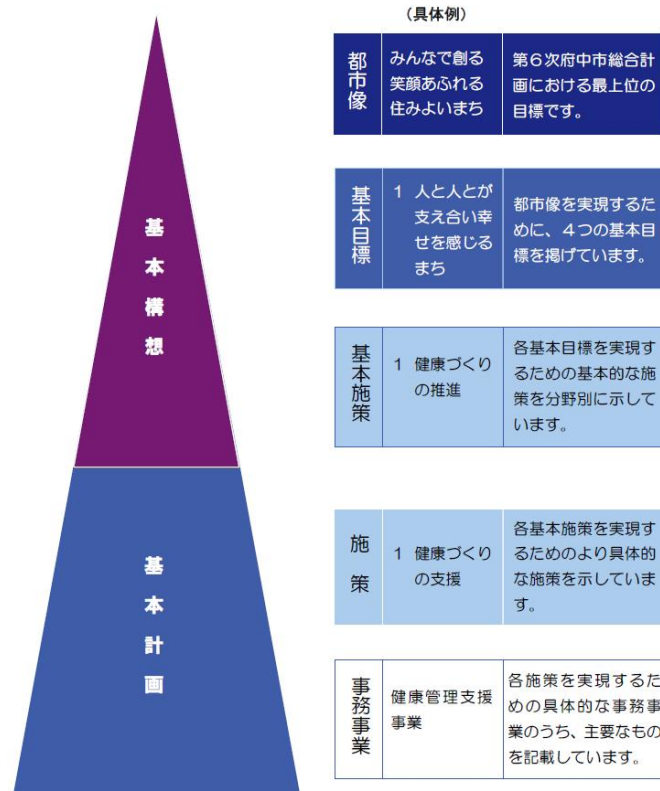 （具体例）
都市像
みんなで創る
笑顔あふれる
住みよいまち
第６次府中市総合計
画における最上位の
目標です。
基本目標
1 人と人とが
支え合い幸
せを感じる
まち
都市像を実現するた
めに、４つの基本目
標を掲げています。
基本構想
基本施策
1 健康づくり
の推進
各基本目標を実現す
るための基本的な施
策を分野別に示して
います。
施策
1 健康づくり
の支援
各基本施策を実現す
るためのより具体的
な施策を示していま
す。
基本計画
事務事業
健康管理支援
事業
各施策を実現するた
めの具体的な事務事
業のうち、主要なもの
を記載しています。